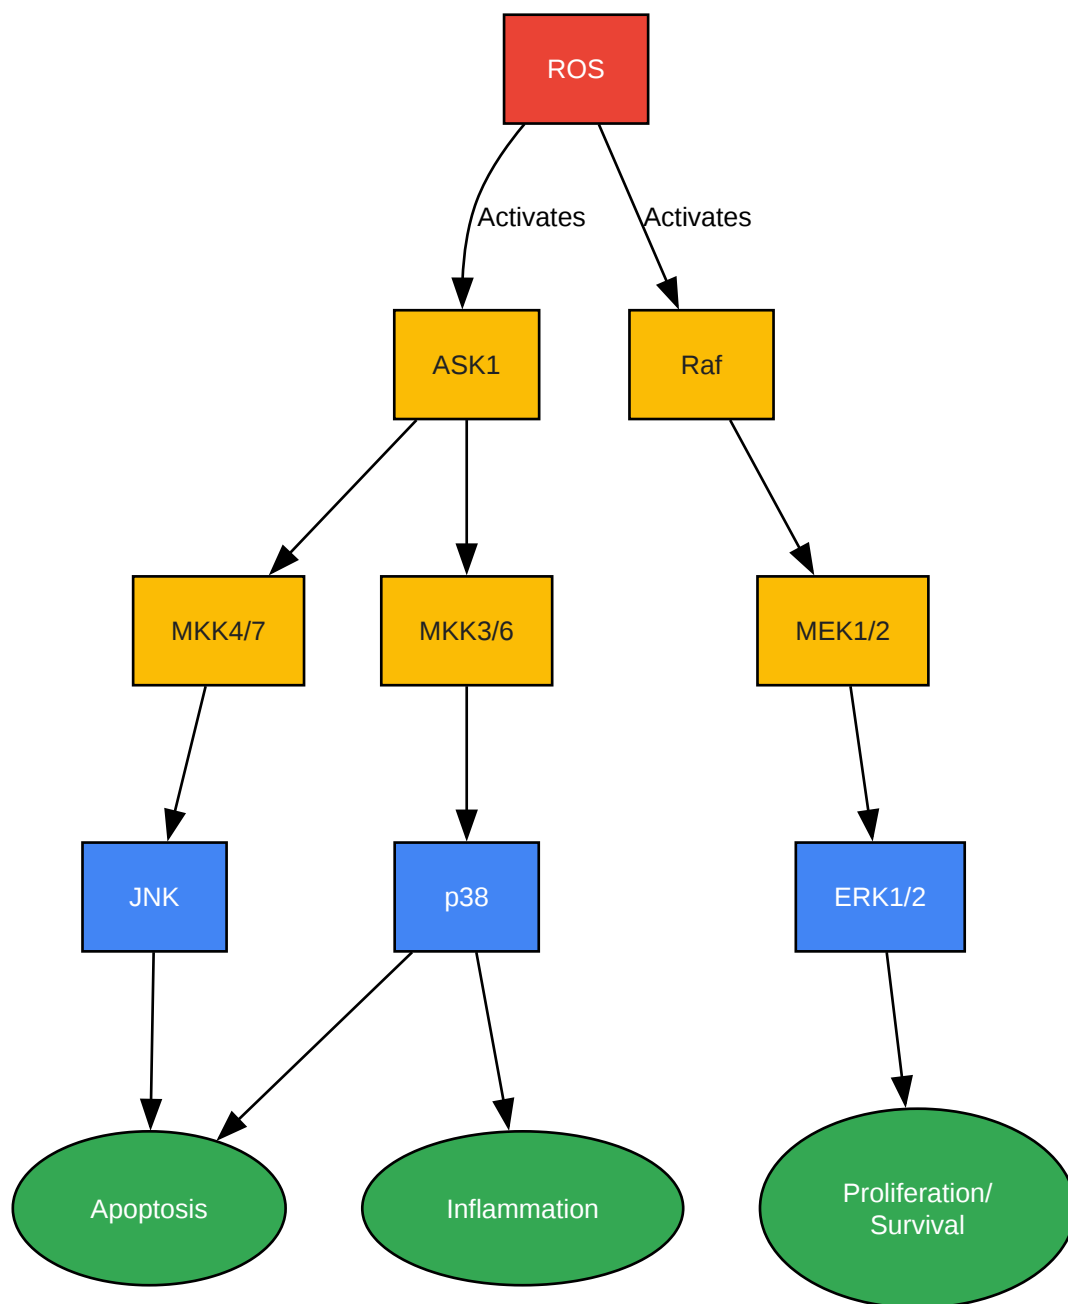 ROS
Activates
Activates
ASK1
Raf
MKK4/7
MKK3/6
MEK1/2
JNK
p38
ERK1/2
Apoptosis
Inflammation
Proliferation/
Survival